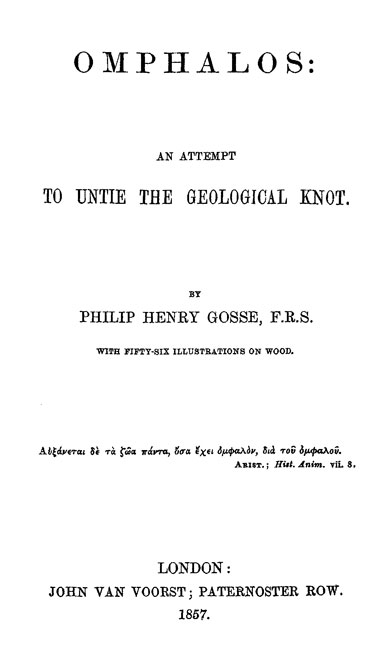 OMPHALOS:
AN ATTEMPT
TO UNTIE THE GEOLOGICAL KNOT.
BY
PHILIP HENRY GOSSE, F.R.S.
WITH FIFTY-SIX ILLUSTRATIONS ON WOOD.
Αὐξάνεται δὲ τὰ ζῶα πάντα, ὅσα ἔχει ὀμφαλὸν, διὰ τοῦ ὀμφαλοῦ.
ARIST.; Hist. Anim. vii. 8.
LONDON:
JOHN VAN VOORST; PATERNOSTER ROW.
1857.